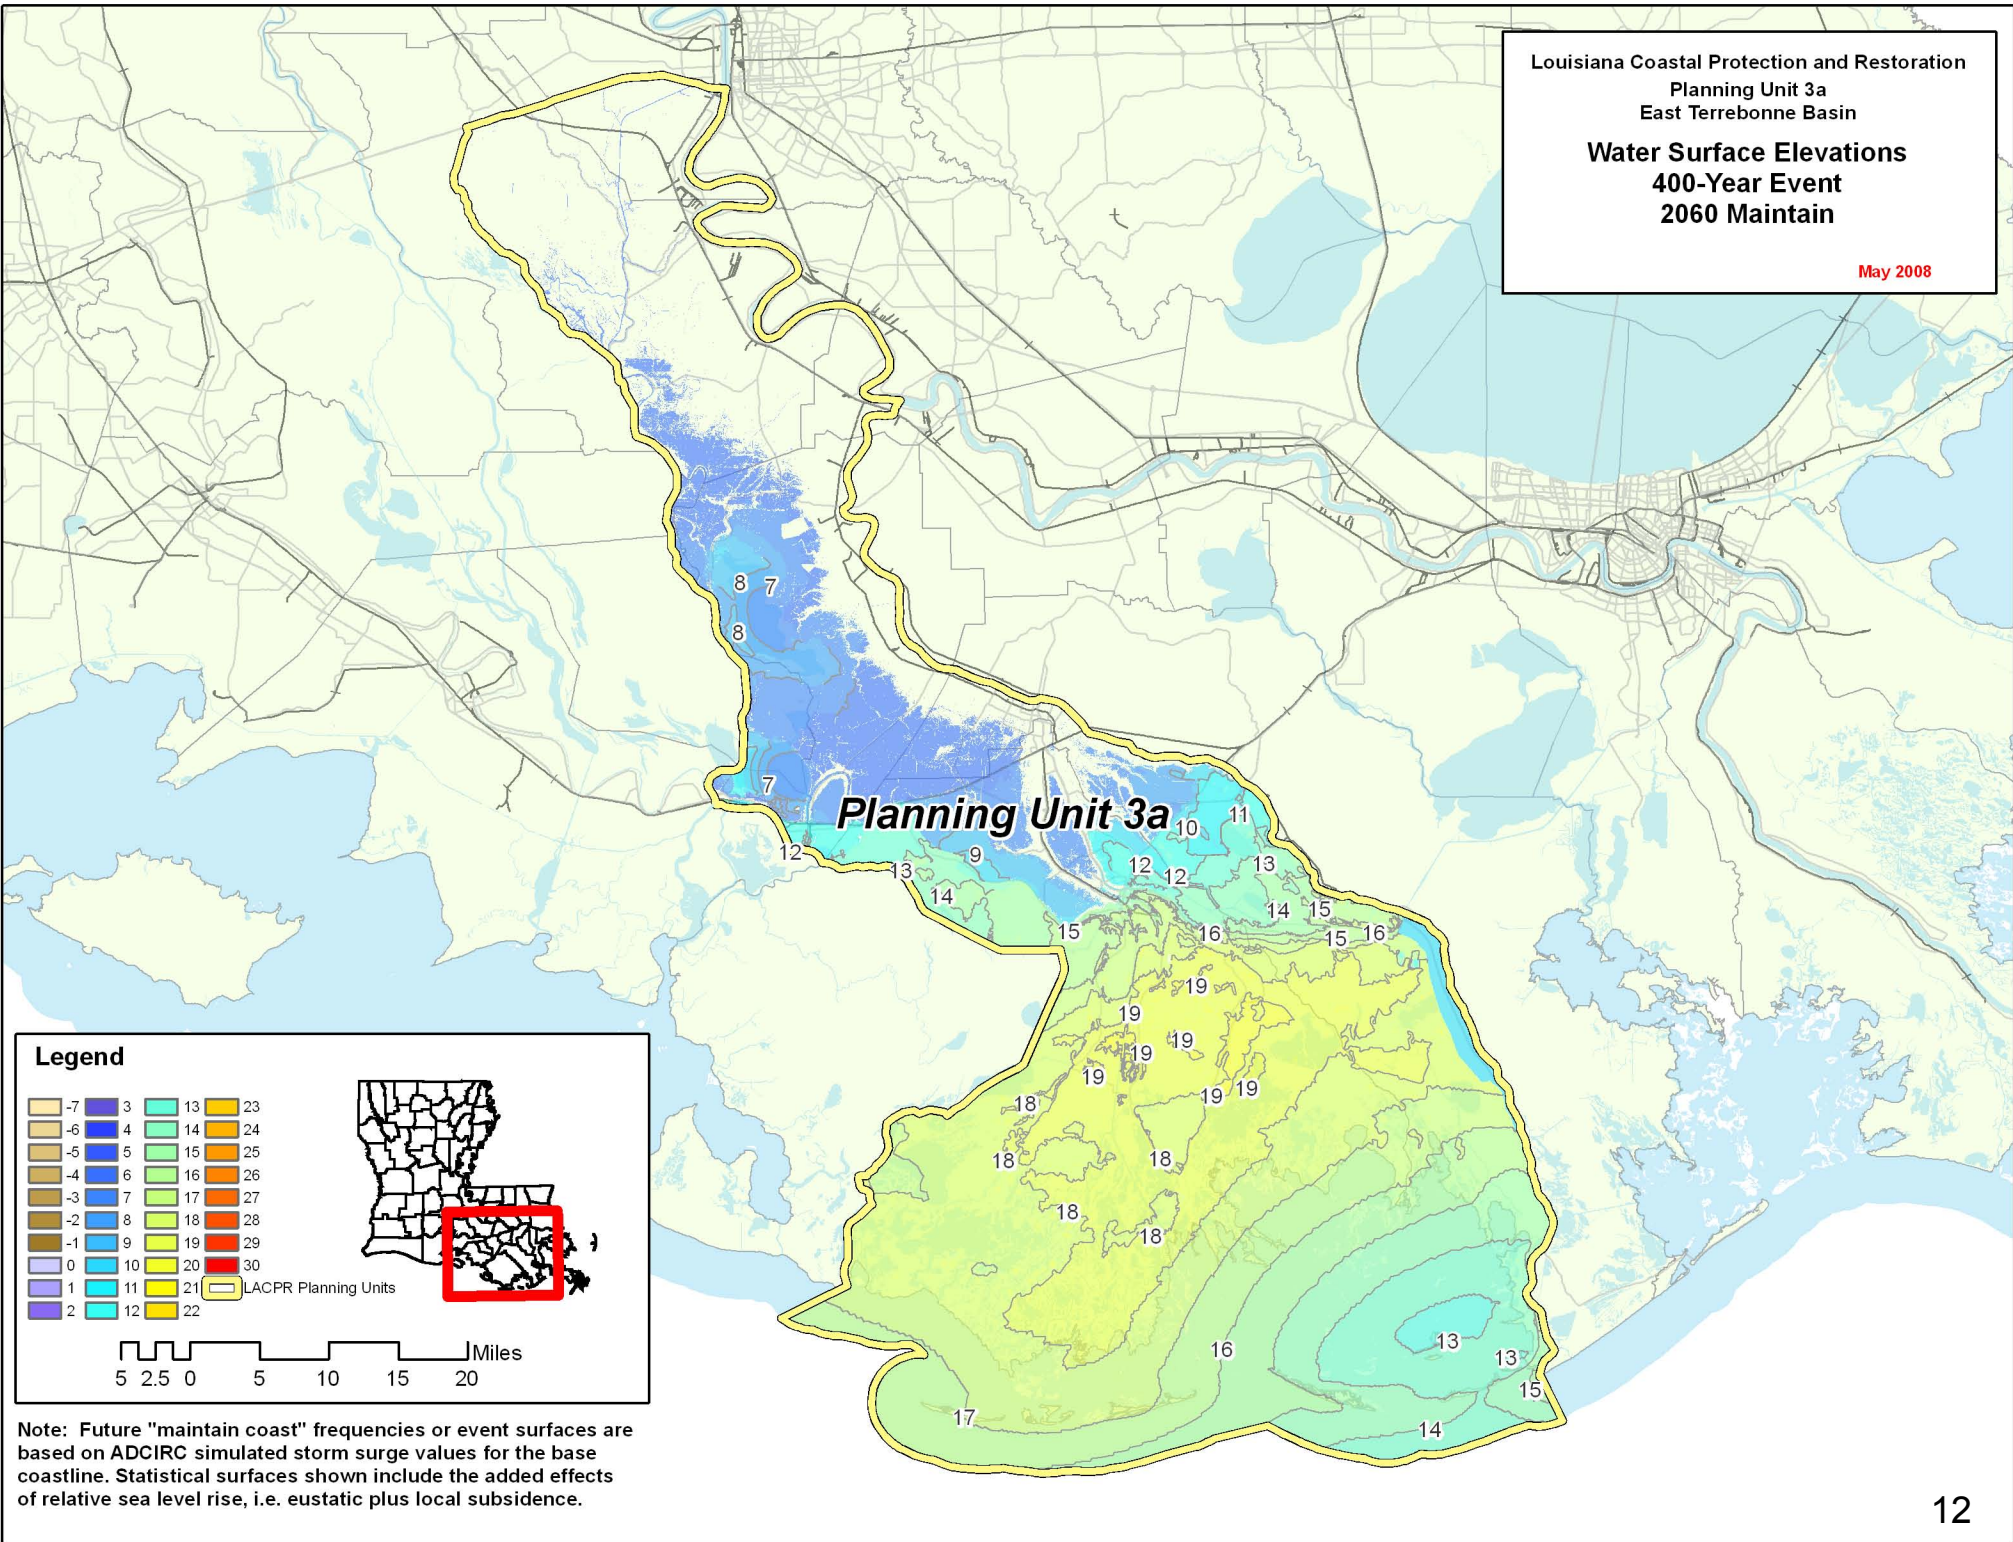 Louisiana Coastal Protection and Restoration
Planning Unit 3a
East Terrebonne Basin
Water Surface Elevations
400-Year Event
2060 Maintain
May 2008
8 7
8
7
Planning Unit 3a
10 11
12 9 12 12 13
13
14 14 15
15 16 15 16
19
19
19
19
19
19 19
18
18 18
18
18
16
13
13
15
17
14
Legend
-7 3 13 23
-6 4 14 24
-5 5 15 25
-4 6 16 26
-3 7 17 27
-2 8 18 28
-1 9 19 29
0 10 20 30
1 11 21 LACPR Planning Units
2 12 22
Miles
5 2.5 0 5 10 15 20
Note: Future "maintain coast" frequencies or event surfaces are
based on ADCIRC simulated storm surge values for the base
coastline. Statistical surfaces shown include the added effects
of relative sea level rise, i.e. eustatic plus local subsidence.
12